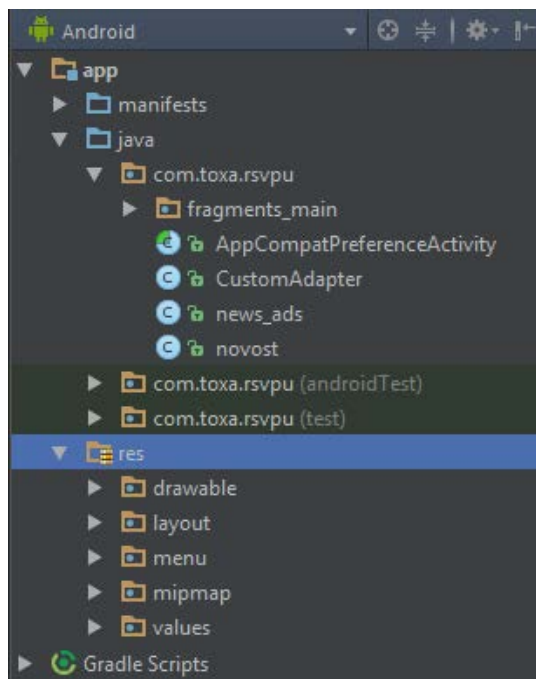 Android
app
manifests
java
com.toxa.rsvpu
fragments_main
AppCompatPreferenceActivity
CustomAdapter
news_ads
novost
com.toxa.rsvpu (androidTest)
com.toxa.rsvpu (test)
res
drawable
layout
menu
mipmap
values
Gradle Scripts